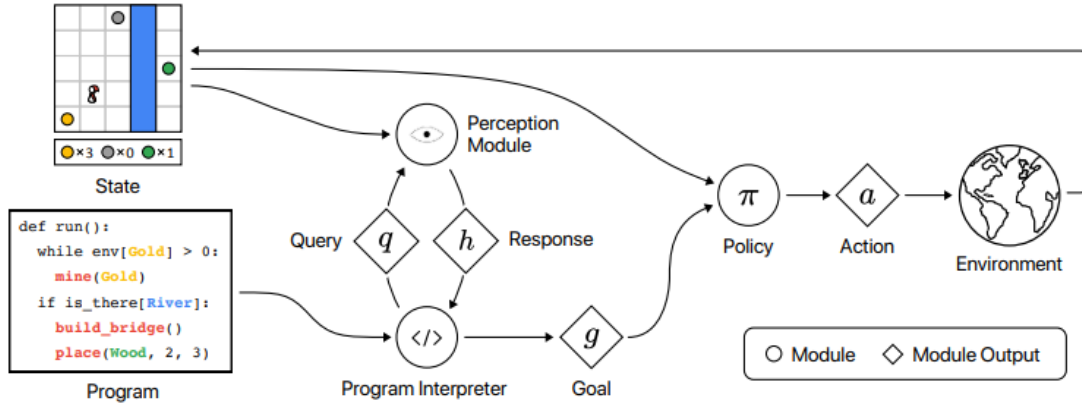 ×3 ×0 ×1
State
def run():
while env[Gold] > 0:
mine(Gold)
if is_there[River]:
build_bridge()
place(Wood, 2, 3)
Program
Perception
Module
Query
q
h
Response
</>
Program Interpreter
g
Goal
π
Policy
a
Action
Environment
Module
Module Output